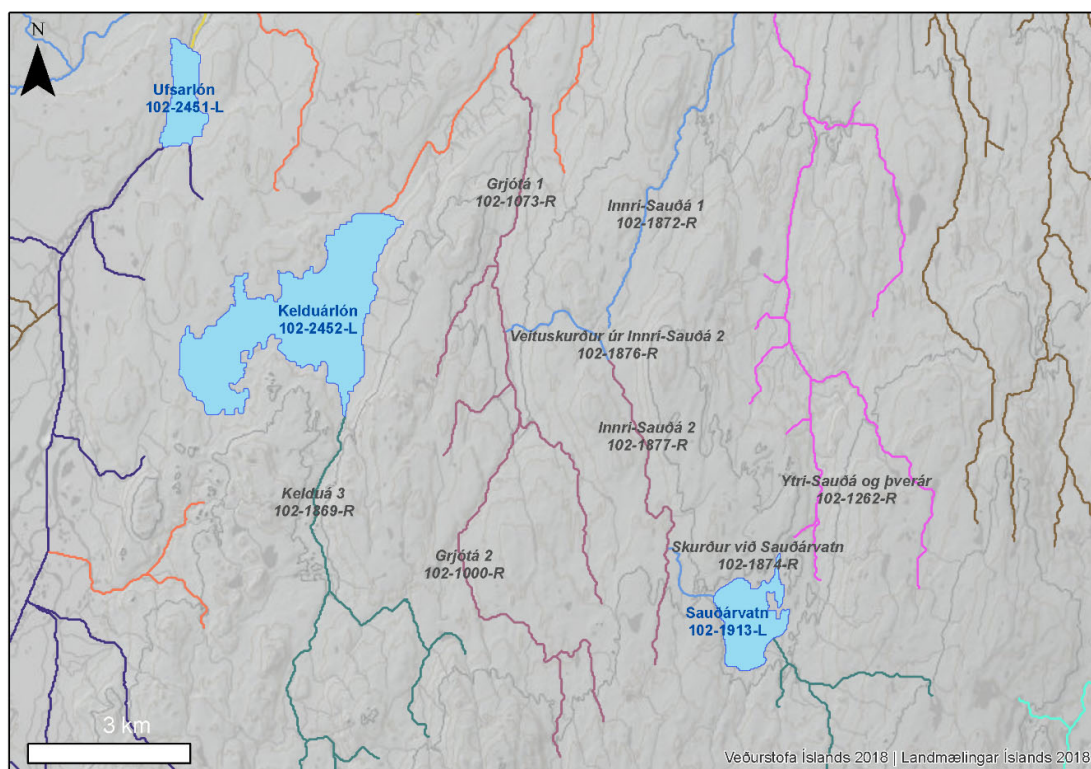 N
Ufsarlón
102-2451-L
Grjótá 1
102-1073-R
Innri-Sauðá 1
102-1872-R
Kelduárlón
102-2452-L
Veituskurður úr Innri-Sauðá 2
102-1876-R
Innri-Sauðá 2
102-1877-R
Kelduá 3
102-1869-R
Ytri-Sauðá og þverár
102-1262-R
Grjótá 2
102-1000-R
Skurður við Sauðárvatn
102-1874-R
Sauðárvatn
102-1913-L
3 km
Veðurstofa Íslands 2018 | Landmælingar Íslands 2018